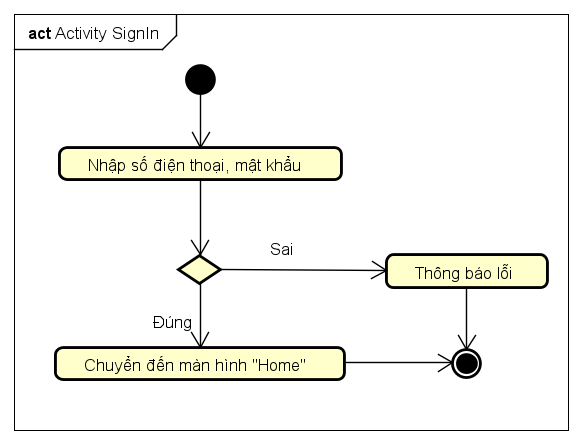 act Activity SignIn
Nhập số điện thoại, mật khẩu
Sai
Thông báo lỗi
Đúng
Chuyển đến màn hình "Home"